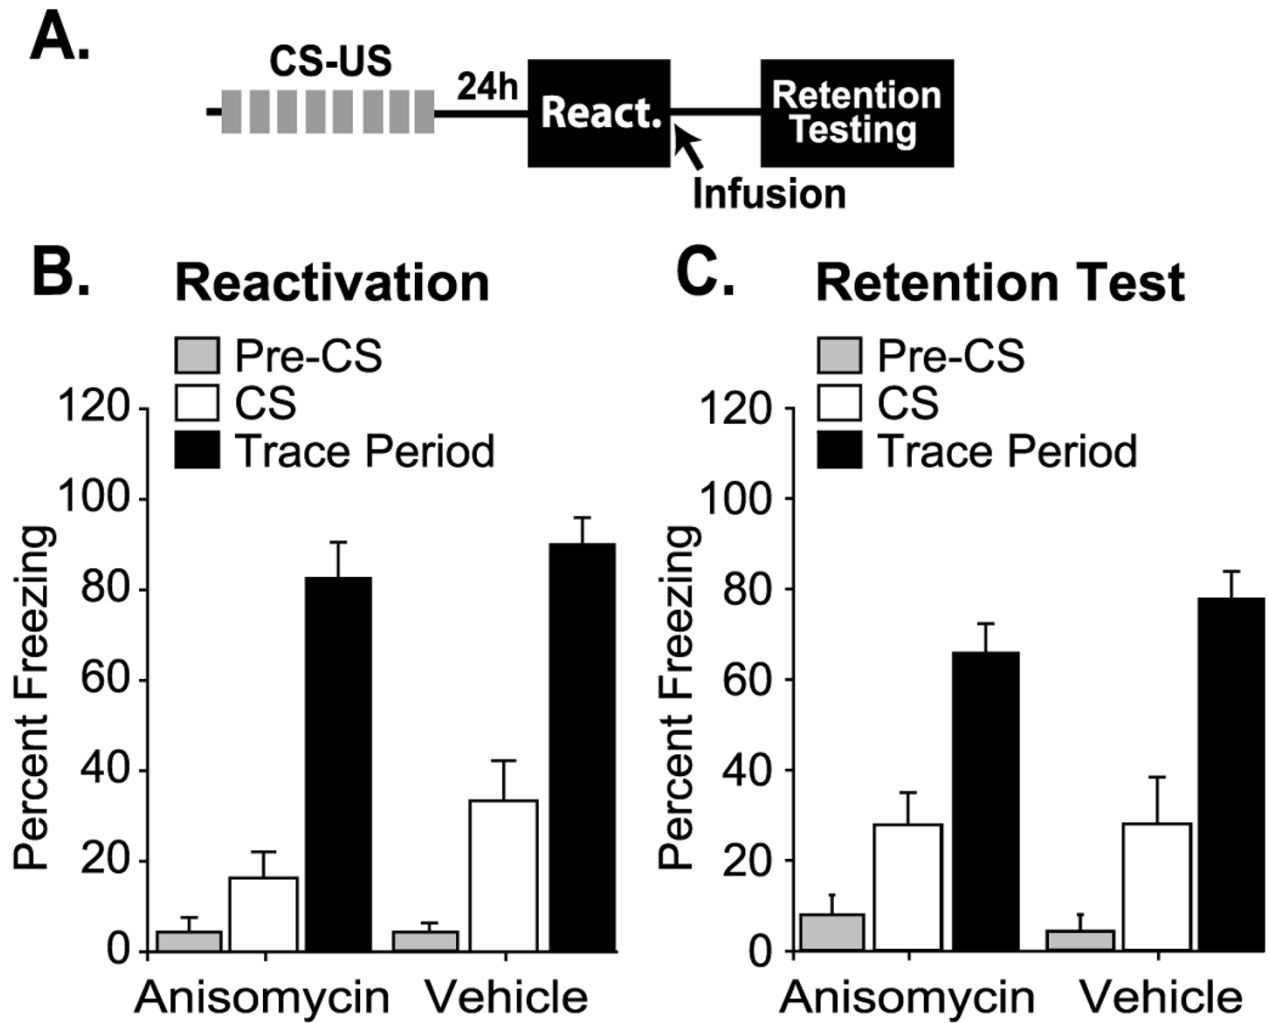 A.
CS-US
24h
React.
Retention
Testing
Infusion
B.
Reactivation
Pre-CS
CS
Trace Period
120
100
80
60
40
20
0
Percent Freezing
Anisomycin
Vehicle
C.
Retention Test
Pre-CS
CS
Trace Period
120
100
80
60
40
20
0
Percent Freezing
Anisomycin
Vehicle